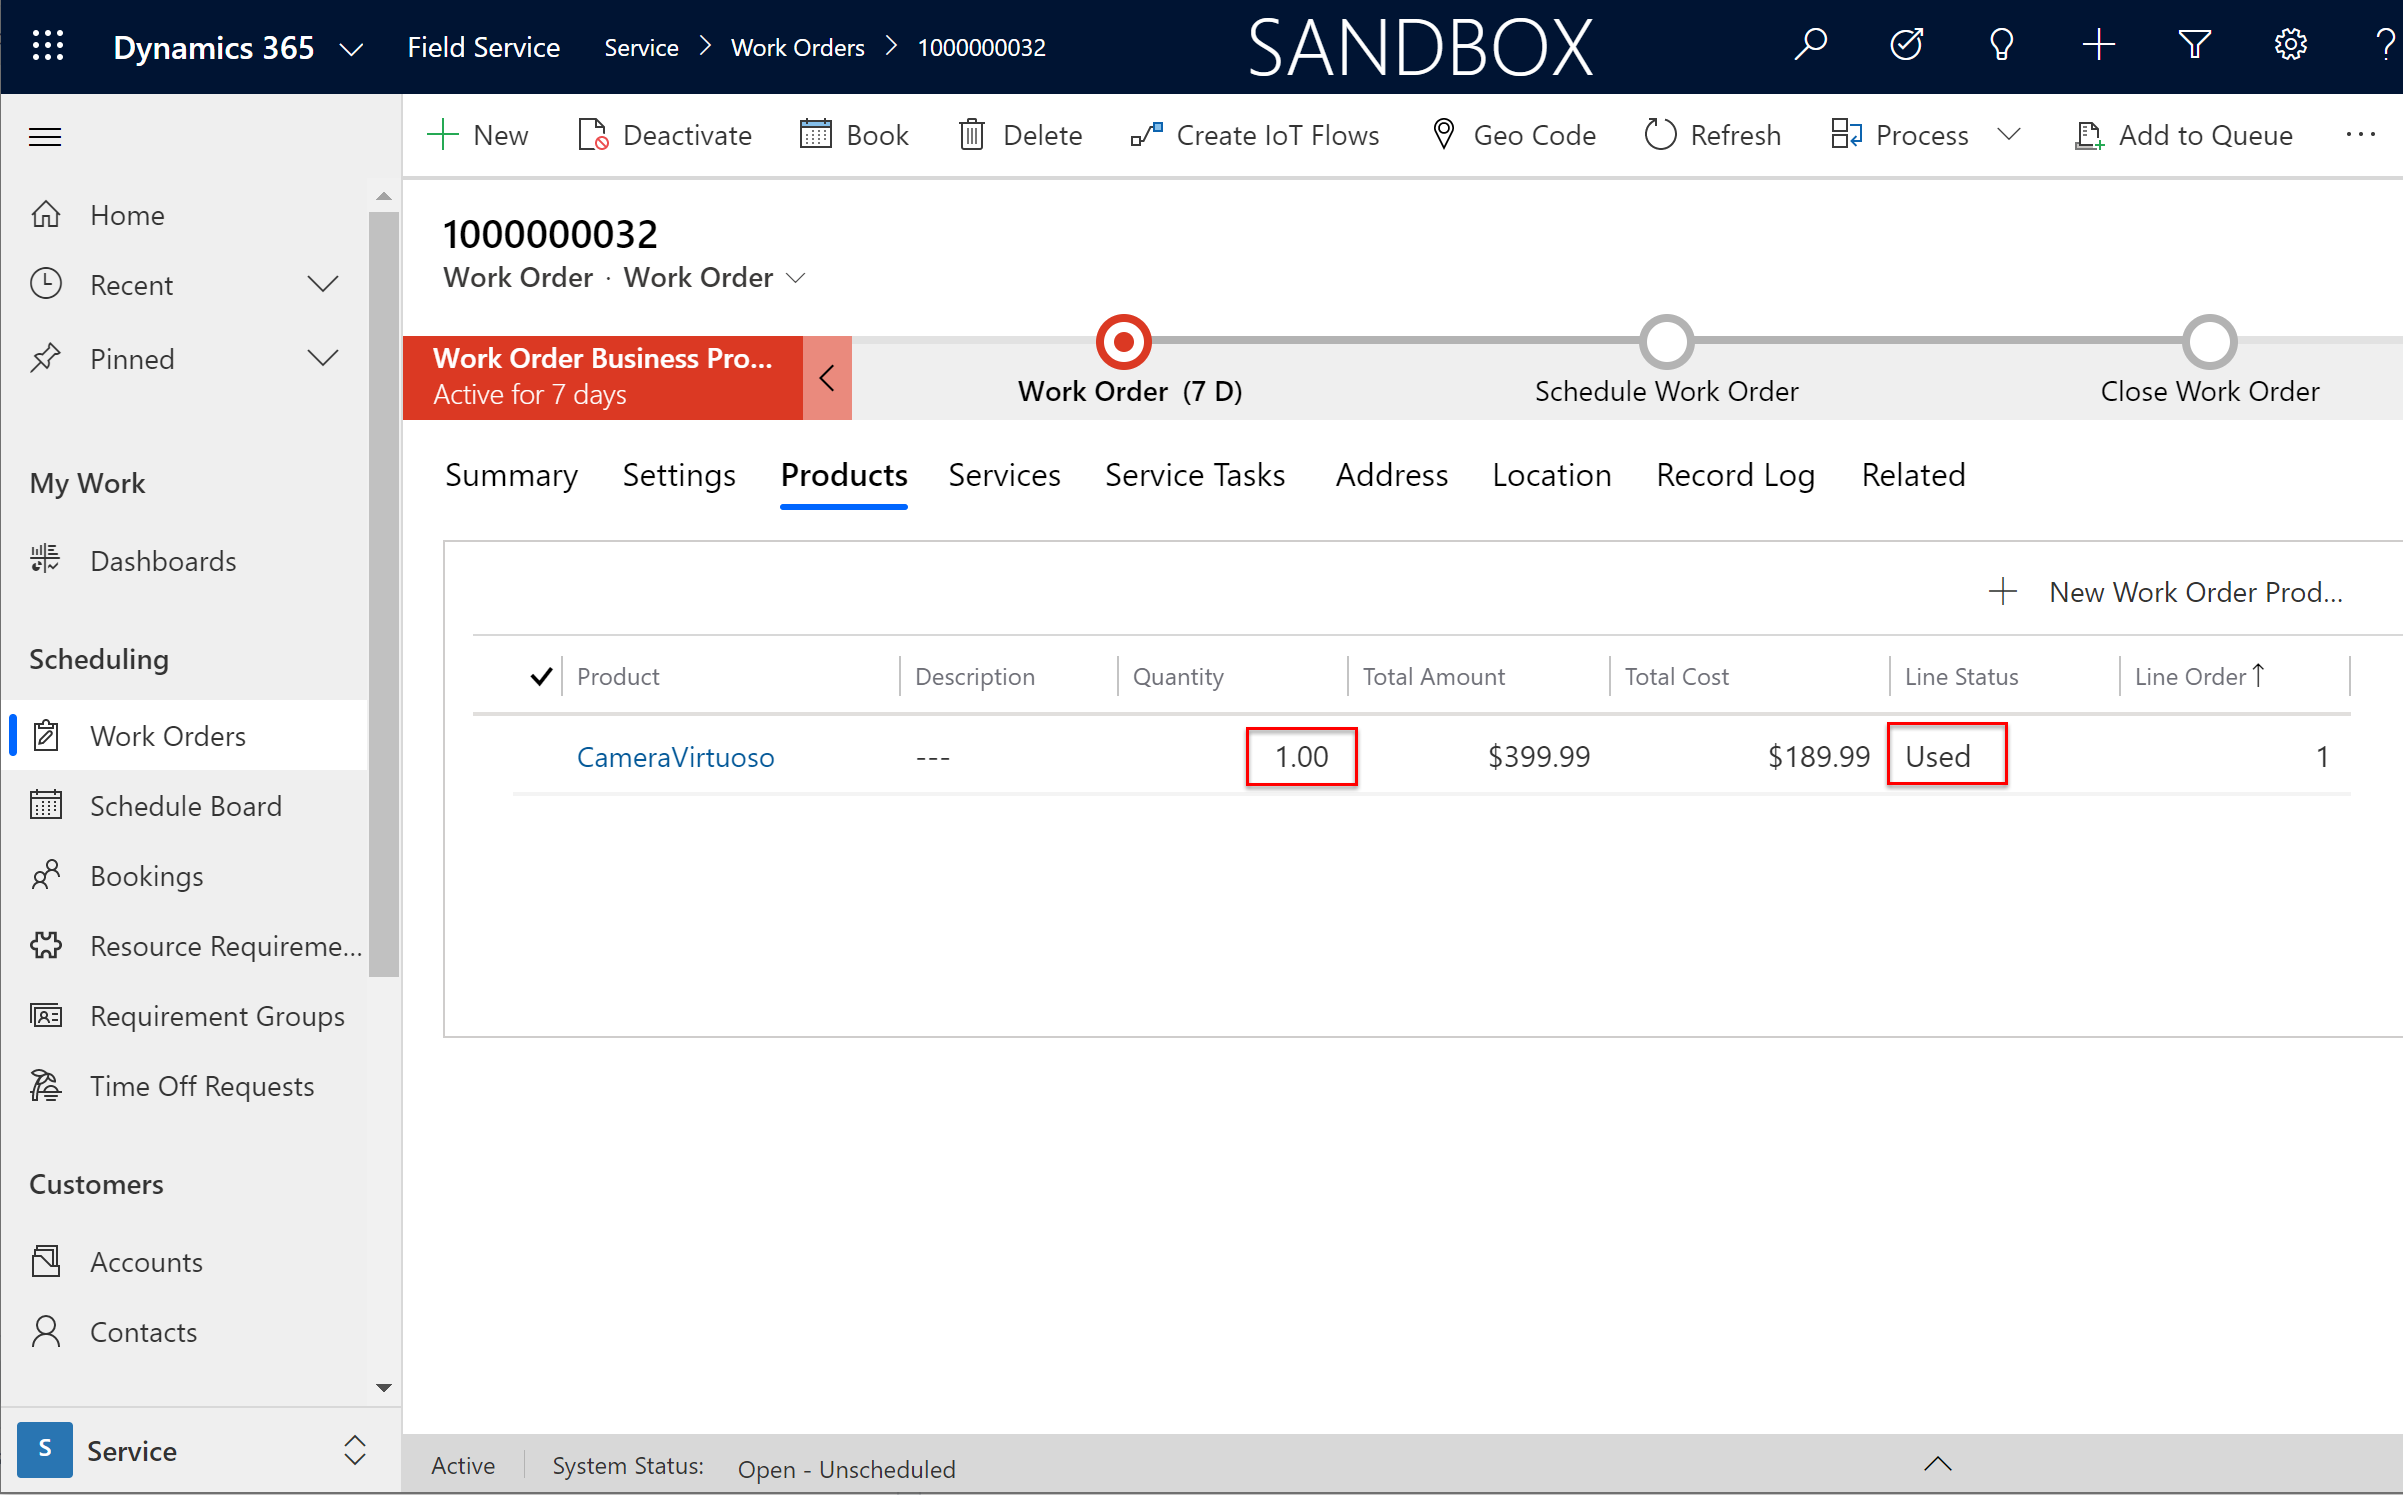 Dynamics 365 Field Service Service > Work Orders > 1000000032 SANDBOX ?
New Deactivate Book Delete Create IoT Flows Geo Code Refresh Process Add to Queue ...
Home
Recent
Pinned
My Work
Dashboards
Scheduling
Work Orders
Schedule Board
Bookings
Resource Requireme...
Requirement Groups
Time Off Requests
Customers
Accounts
Contacts
S Service
1000000032
Work Order · Work Order
Work Order Business Pro...
Active for 7 days
Work Order (7 D)
Schedule Work Order
Close Work Order
Summary Settings Products Services Service Tasks Address Location Record Log Related
New Work Order Prod...
Product Description Quantity Total Amount Total Cost Line Status Line Order↑
CameraVirtuoso --- 1.00 $399.99 $189.99 Used 1
Active System Status: Open - Unscheduled